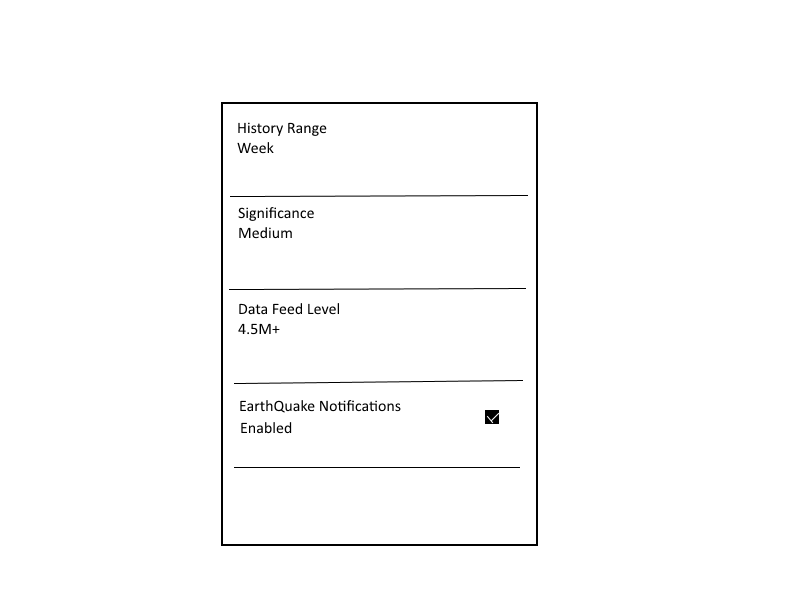 History Range
Week
Significance
Medium
Data Feed Level
4.5M+
EarthQuake Notifications
Enabled